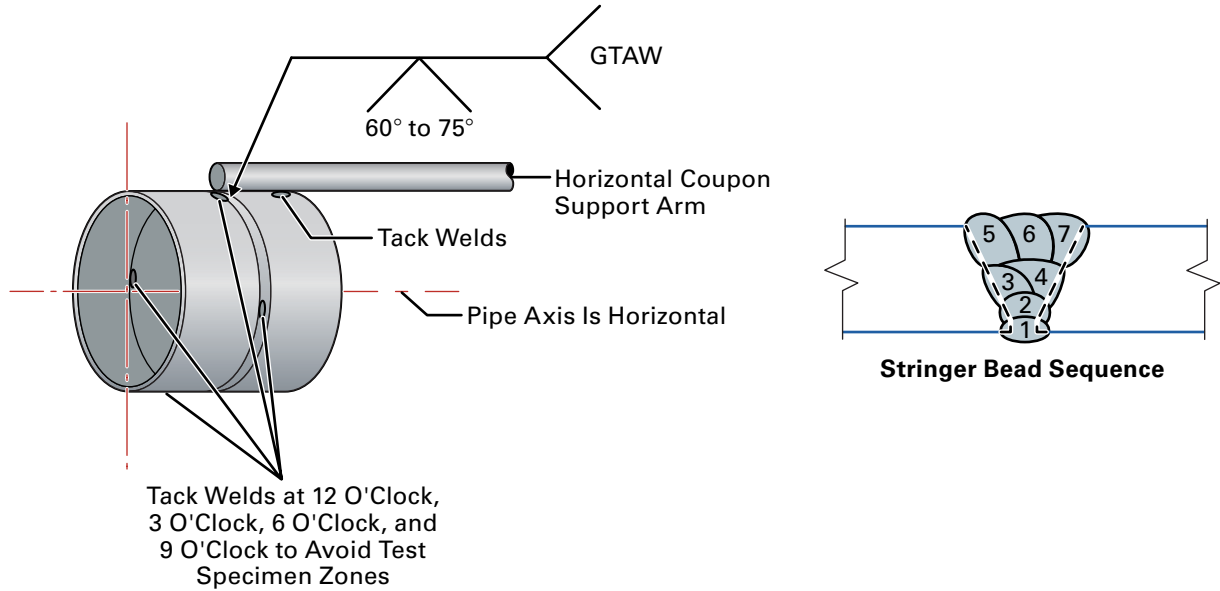 GTAW
60° to 75°
Horizontal Coupon
Support Arm
Tack Welds
Pipe Axis Is Horizontal
Tack Welds at 12 O'Clock,
3 O'Clock, 6 O'Clock, and
9 O'Clock to Avoid Test
Specimen Zones
5 6 7
3 4
2
1
Stringer Bead Sequence